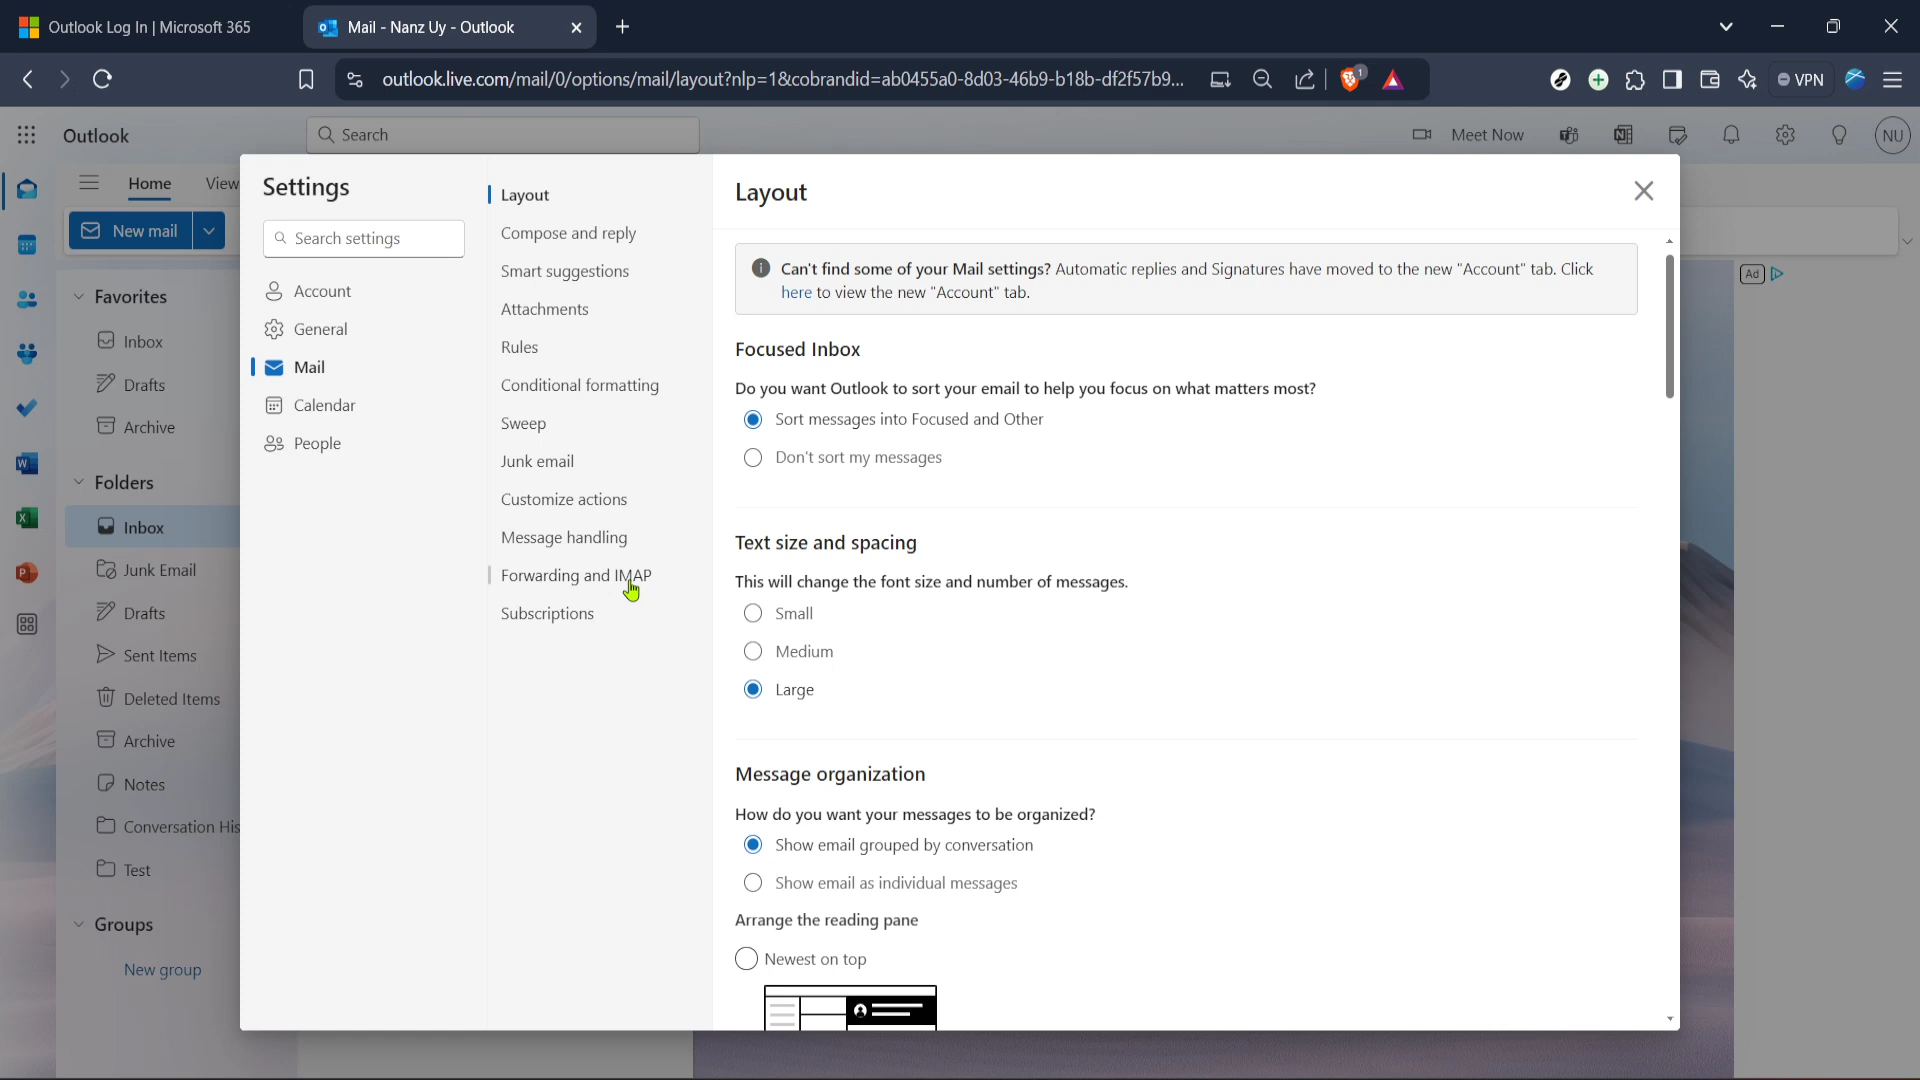 Outlook Log In | Microsoft 365
Mail - Nanz Uy - Outlook
outlook.live.com/mail/0/options/mail/layout?nlp=1&cobrandid=ab0455a0-8d03-46b9-b18b-df2f57b9...
1
VPN
Outlook
Search
Meet Now
NU
Home
View
New mail
Favorites
Inbox
Drafts
Archive
Folders
Inbox
Junk Email
Drafts
Sent Items
Deleted Items
Archive
Notes
Conversation His
Test
Groups
New group
Settings
Search settings
Account
General
Mail
Calendar
People
Layout
Compose and reply
Smart suggestions
Attachments
Rules
Conditional formatting
Sweep
Junk email
Customize actions
Message handling
Forwarding and IMAP
Subscriptions
Layout
Can't find some of your Mail settings? Automatic replies and Signatures have moved to the new "Account" tab. Click
here to view the new "Account" tab.
Focused Inbox
Do you want Outlook to sort your email to help you focus on what matters most?
Sort messages into Focused and Other
Don't sort my messages
Text size and spacing
This will change the font size and number of messages.
Small
Medium
Large
Message organization
How do you want your messages to be organized?
Show email grouped by conversation
Show email as individual messages
Arrange the reading pane
Newest on top
Ad